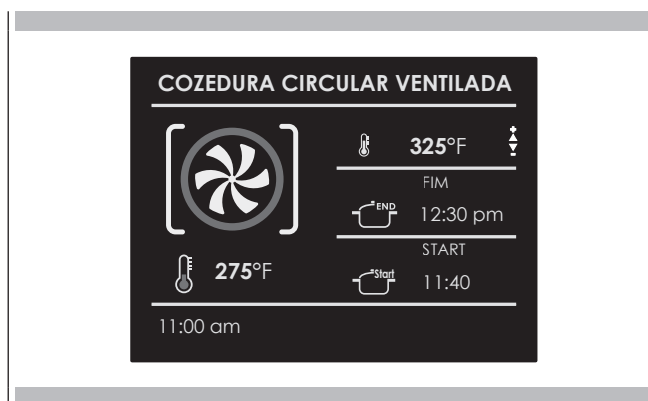 COZEDURA CIRCULAR VENTILADA
325°F
FIM
END
12:30 pm
START
Start
11:40
275°F
11:00 am